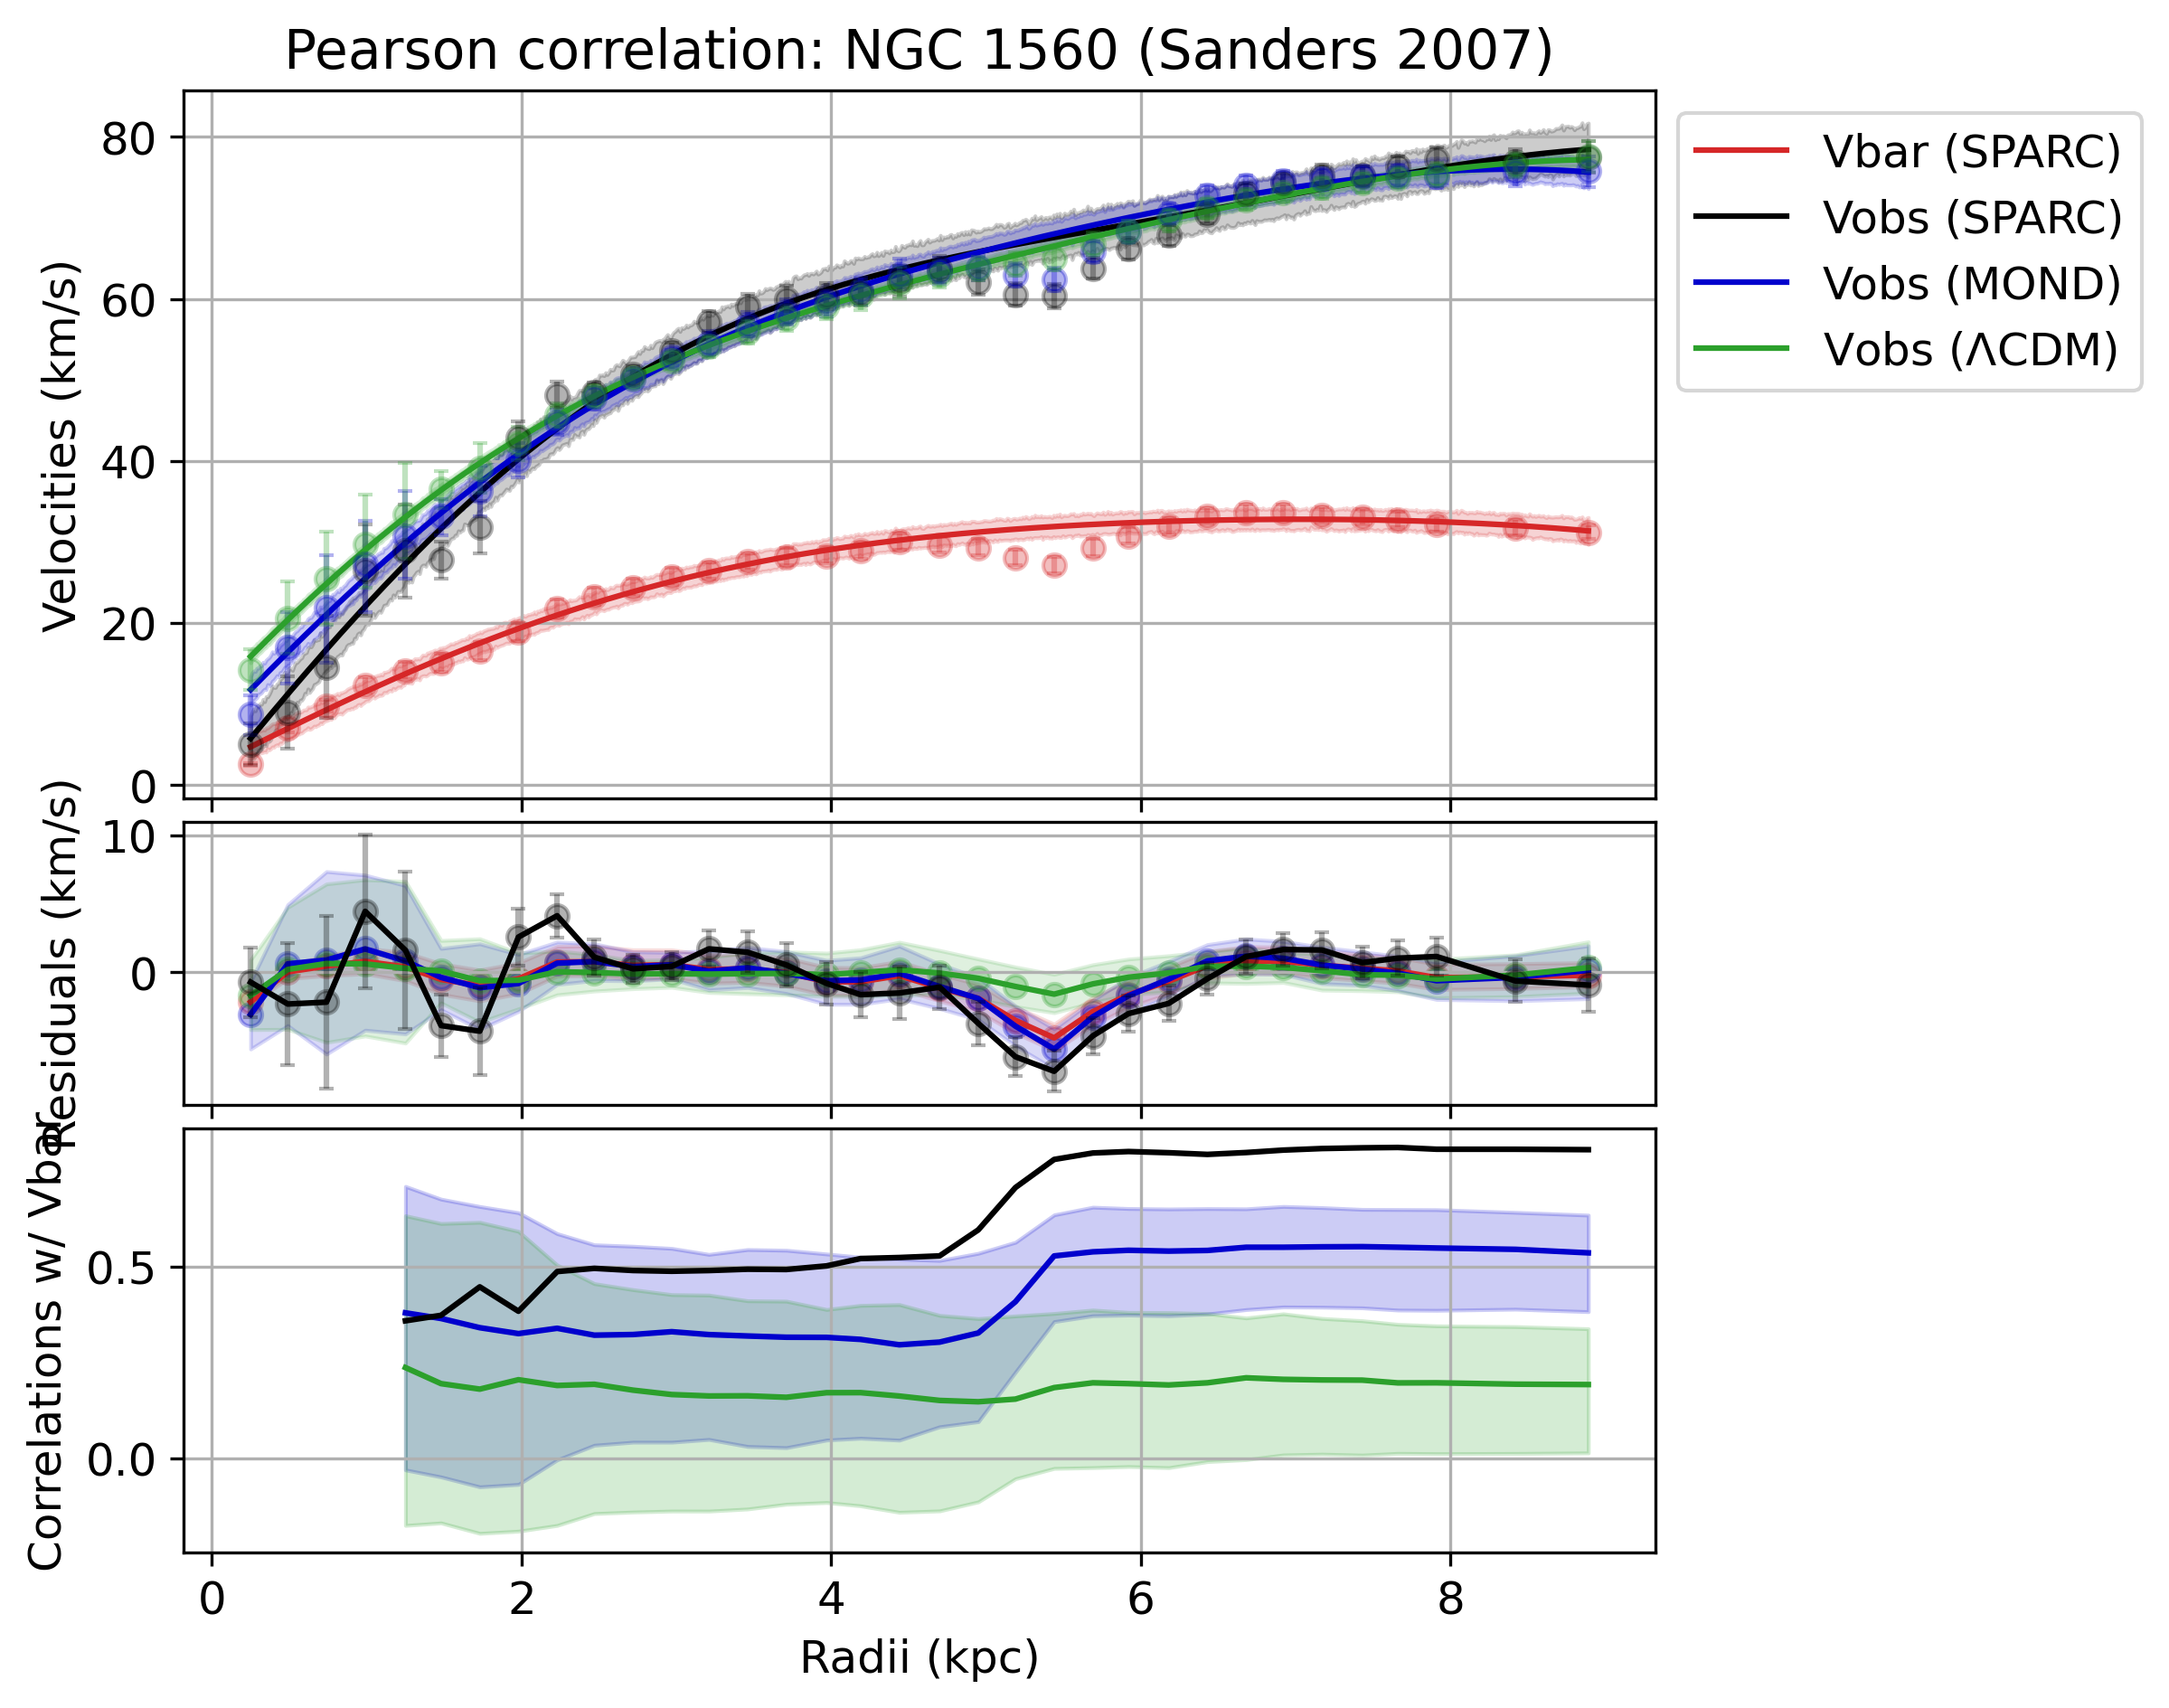 Pearson correlation: NGC 1560 (Sanders 2007)
Velocities (km/s)
80
60
40
20
0
Vbar (SPARC)
Vobs (SPARC)
Vobs (MOND)
Vobs (ΛCDM)
Residuals (km/s)
10
0
Correlations w/ Vbar
0.5
0.0
0 2 4 6 8
Radii (kpc)